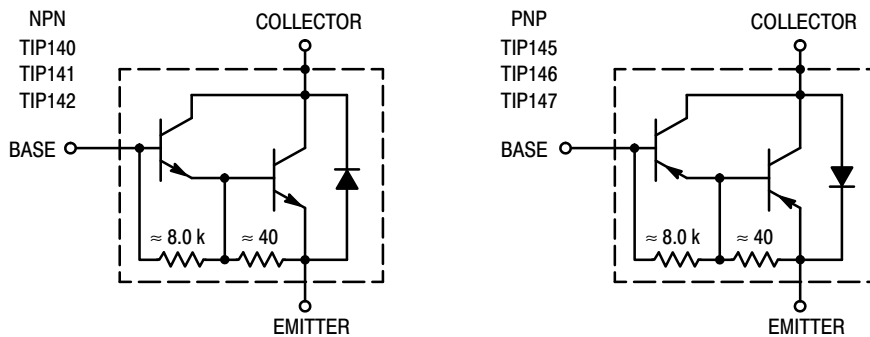 NPN
TIP140
TIP141
TIP142
COLLECTOR
BASE
≈ 8.0 k
≈ 40
EMITTER
PNP
TIP145
TIP146
TIP147
COLLECTOR
BASE
≈ 8.0 k
≈ 40
EMITTER